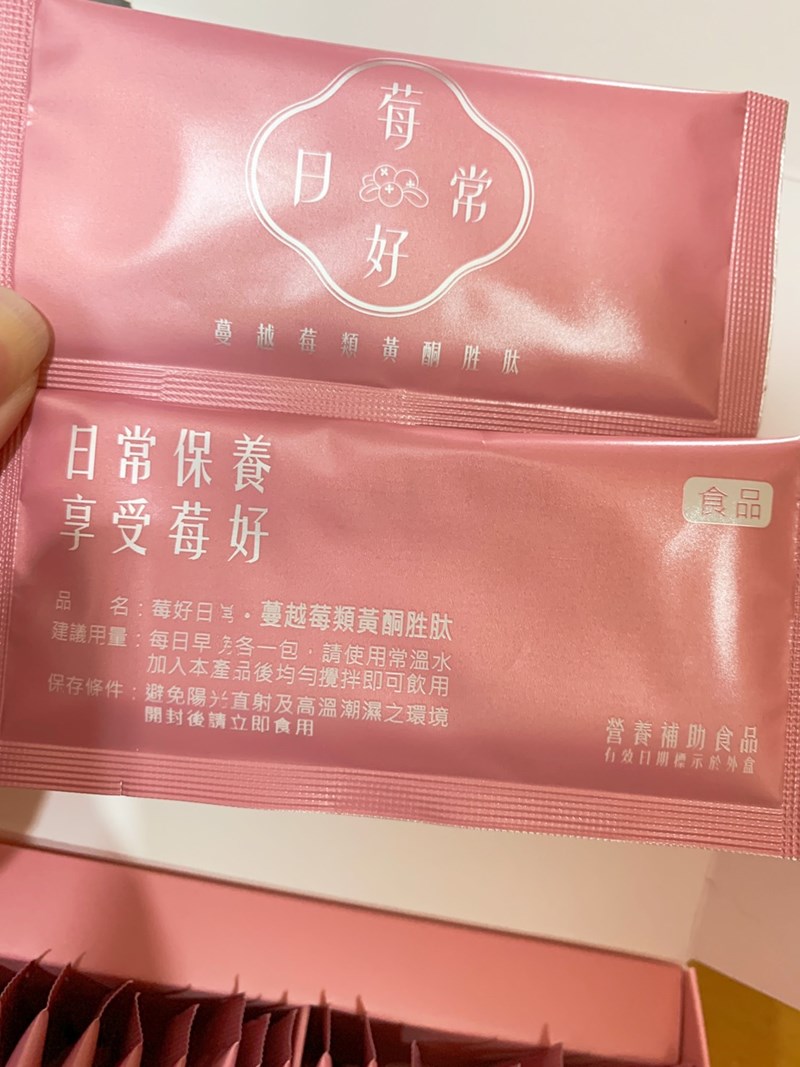 莓
日 常
好
蔓越莓類黃酮胜肽
日常保養
享受莓好
食品
品 名：莓好日常・蔓越莓類黃酮胜肽
建議用量：每日早晚各一包，請使用常溫水
加入本產品後均勻攪拌即可飲用
保存條件：避免陽光直射及高溫潮濕之環境
開封後請立即食用
營養補助食品
有效日期標示於外盒